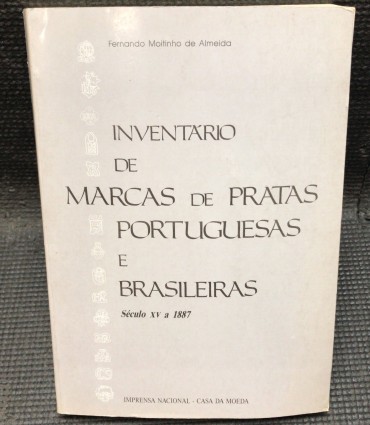 Fernando Moitinho de Almeida
INVENTÁRIO
DE
MARCAS DE PRATAS
PORTUGUESAS
E
BRASILEIRAS
Século XV a 1887
IMPRENSA NACIONAL - CASA DA MOEDA